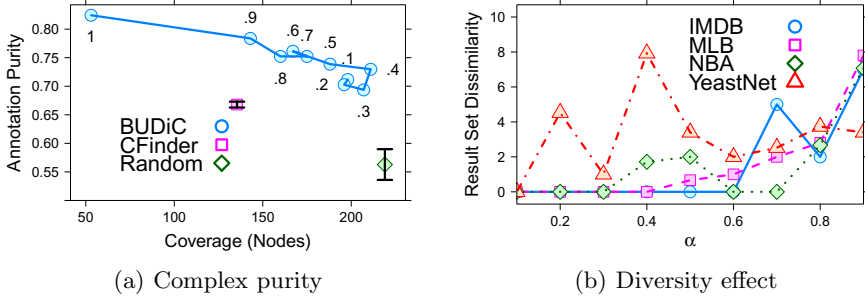 0.80
0.75
0.70
0.65
0.60
0.55
Annotation Purity
1
.9
.8
.6
.7
.5
.1
.2
.3
.4
BUDiC
CFinder
Random
50
100
150
200
Coverage (Nodes)
(a) Complex purity
10
8
6
4
2
0
Result Set Dissimilarity
IMDB
MLB
NBA
YeastNet
0.2
0.4
0.6
0.8
α
(b) Diversity effect